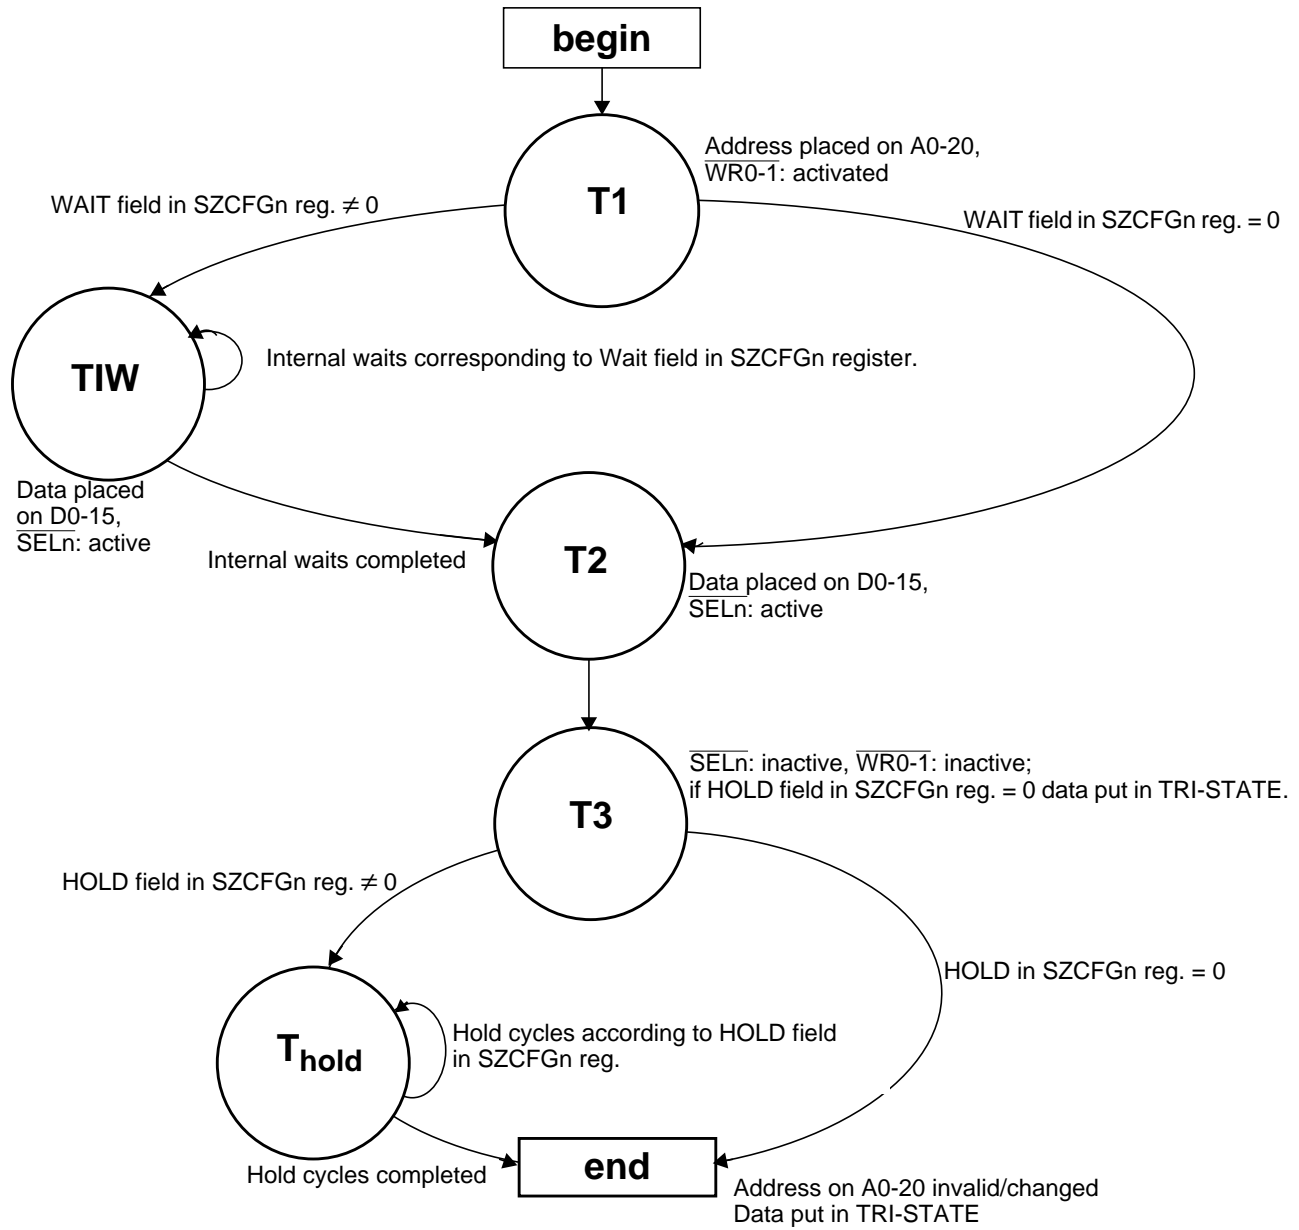 begin
Address placed on A0-20,
WR0-1: activated
T1
WAIT field in SZCFGn reg. ≠ 0
WAIT field in SZCFGn reg. = 0
Internal waits corresponding to Wait field in SZCFGn register.
TIW
Data placed
on D0-15,
SELn: active
Internal waits completed
T2
Data placed on D0-15,
SELn: active
SELn: inactive, WR0-1: inactive;
if HOLD field in SZCFGn reg. = 0 data put in TRI-STATE.
T3
HOLD field in SZCFGn reg. ≠ 0
HOLD in SZCFGn reg. = 0
Hold cycles according to HOLD field
in SZCFGn reg.
Thold
end
Hold cycles completed
Address on A0-20 invalid/changed
Data put in TRI-STATE